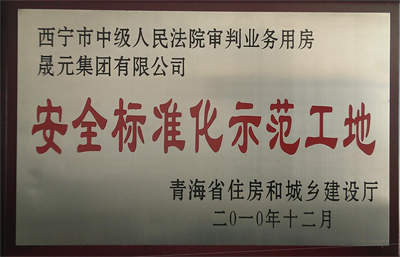 西宁市中级人民法院审判业务用房
晟元集团有限公司
安全标准化示范工地
青海省住房和城乡建设厅
二〇一〇年十二月